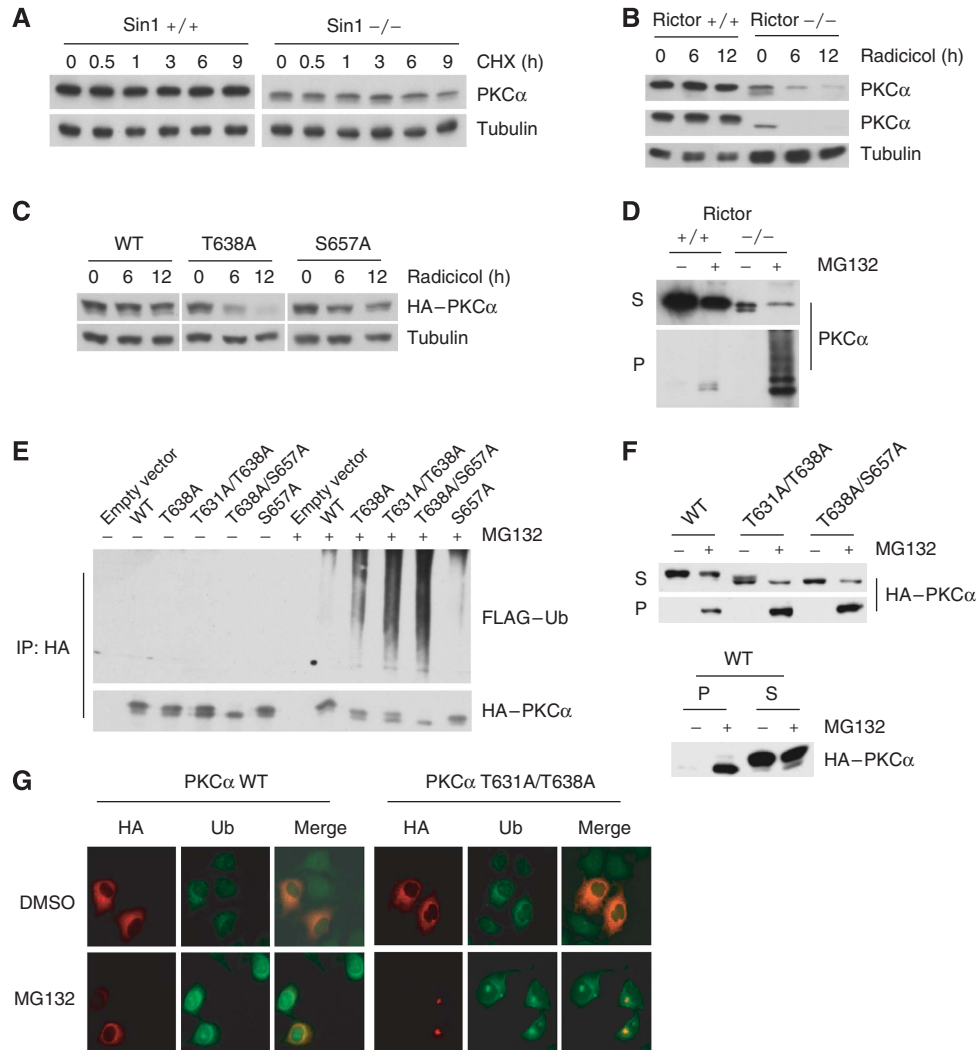 A
Sin1 +/+ Sin1 −/−
0 0.5 1 3 6 9 0 0.5 1 3 6 9 CHX (h)
PKCα
Tubulin
B
Rictor +/+ Rictor −/−
0 6 12 0 6 12 Radicicol (h)
PKCα
PKCα
Tubulin
C
WT T638A S657A
0 6 12 0 6 12 0 6 12 Radicicol (h)
HA–PKCα
Tubulin
D
Rictor
+/+ −/−
− + − + MG132
S
P
PKCα
E
Empty vector WT T638A T631A/T638A T638A/S657A S657A Empty vector WT T638A T631A/T638A T638A/S657A S657A
− − − − − − + + + + + + MG132
IP: HA
FLAG–Ub
HA–PKCα
F
WT T631A/T638A T638A/S657A
− + − + − + MG132
S
P
HA–PKCα
WT
P S
− + − + MG132
HA–PKCα
G
PKCα WT PKCα T631A/T638A
HA Ub Merge HA Ub Merge
DMSO
MG132